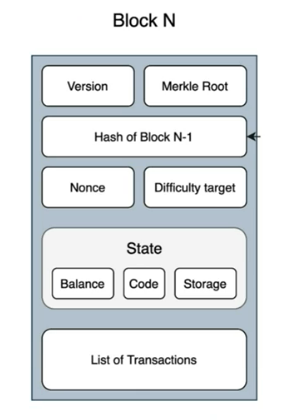 Block N
Version
Merkle Root
Hash of Block N-1
Nonce
Difficulty target
State
Balance
Code
Storage
List of Transactions